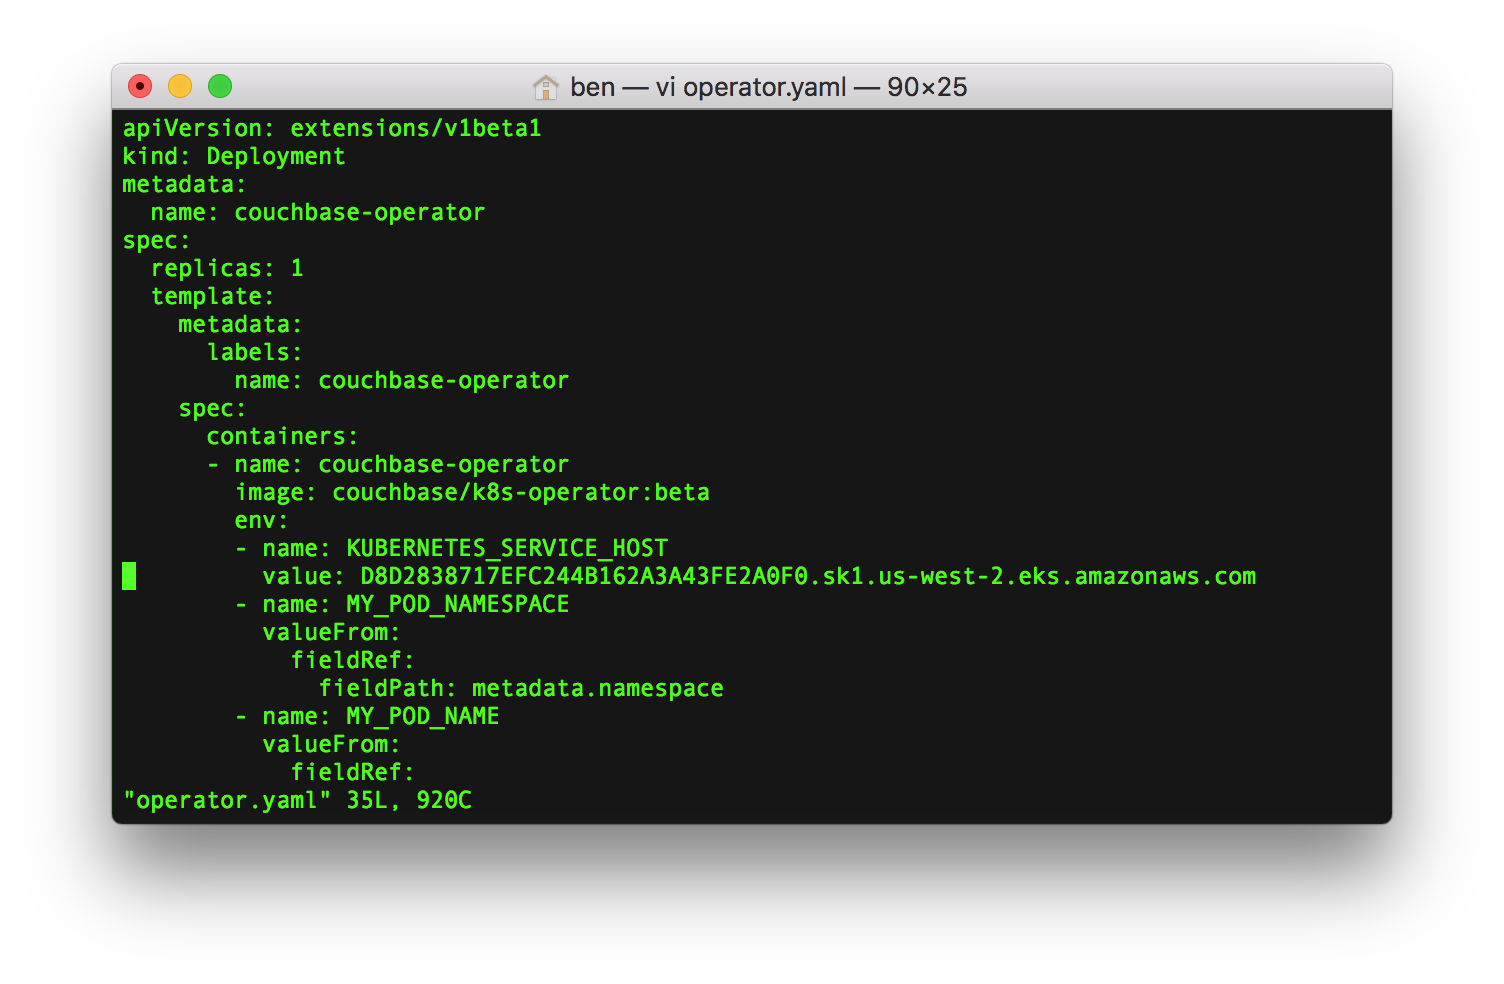 ben — vi operator.yaml — 90×25
apiVersion: extensions/v1beta1
kind: Deployment
metadata:
  name: couchbase-operator
spec:
  replicas: 1
  template:
    metadata:
      labels:
        name: couchbase-operator
    spec:
      containers:
      - name: couchbase-operator
        image: couchbase/k8s-operator:beta
        env:
        - name: KUBERNETES_SERVICE_HOST
          value: D8D2838717EFC244B162A3A43FE2A0F0.sk1.us-west-2.eks.amazonaws.com
        - name: MY_POD_NAMESPACE
          valueFrom:
            fieldRef:
              fieldPath: metadata.namespace
        - name: MY_POD_NAME
          valueFrom:
            fieldRef:
"operator.yaml" 35L, 920C